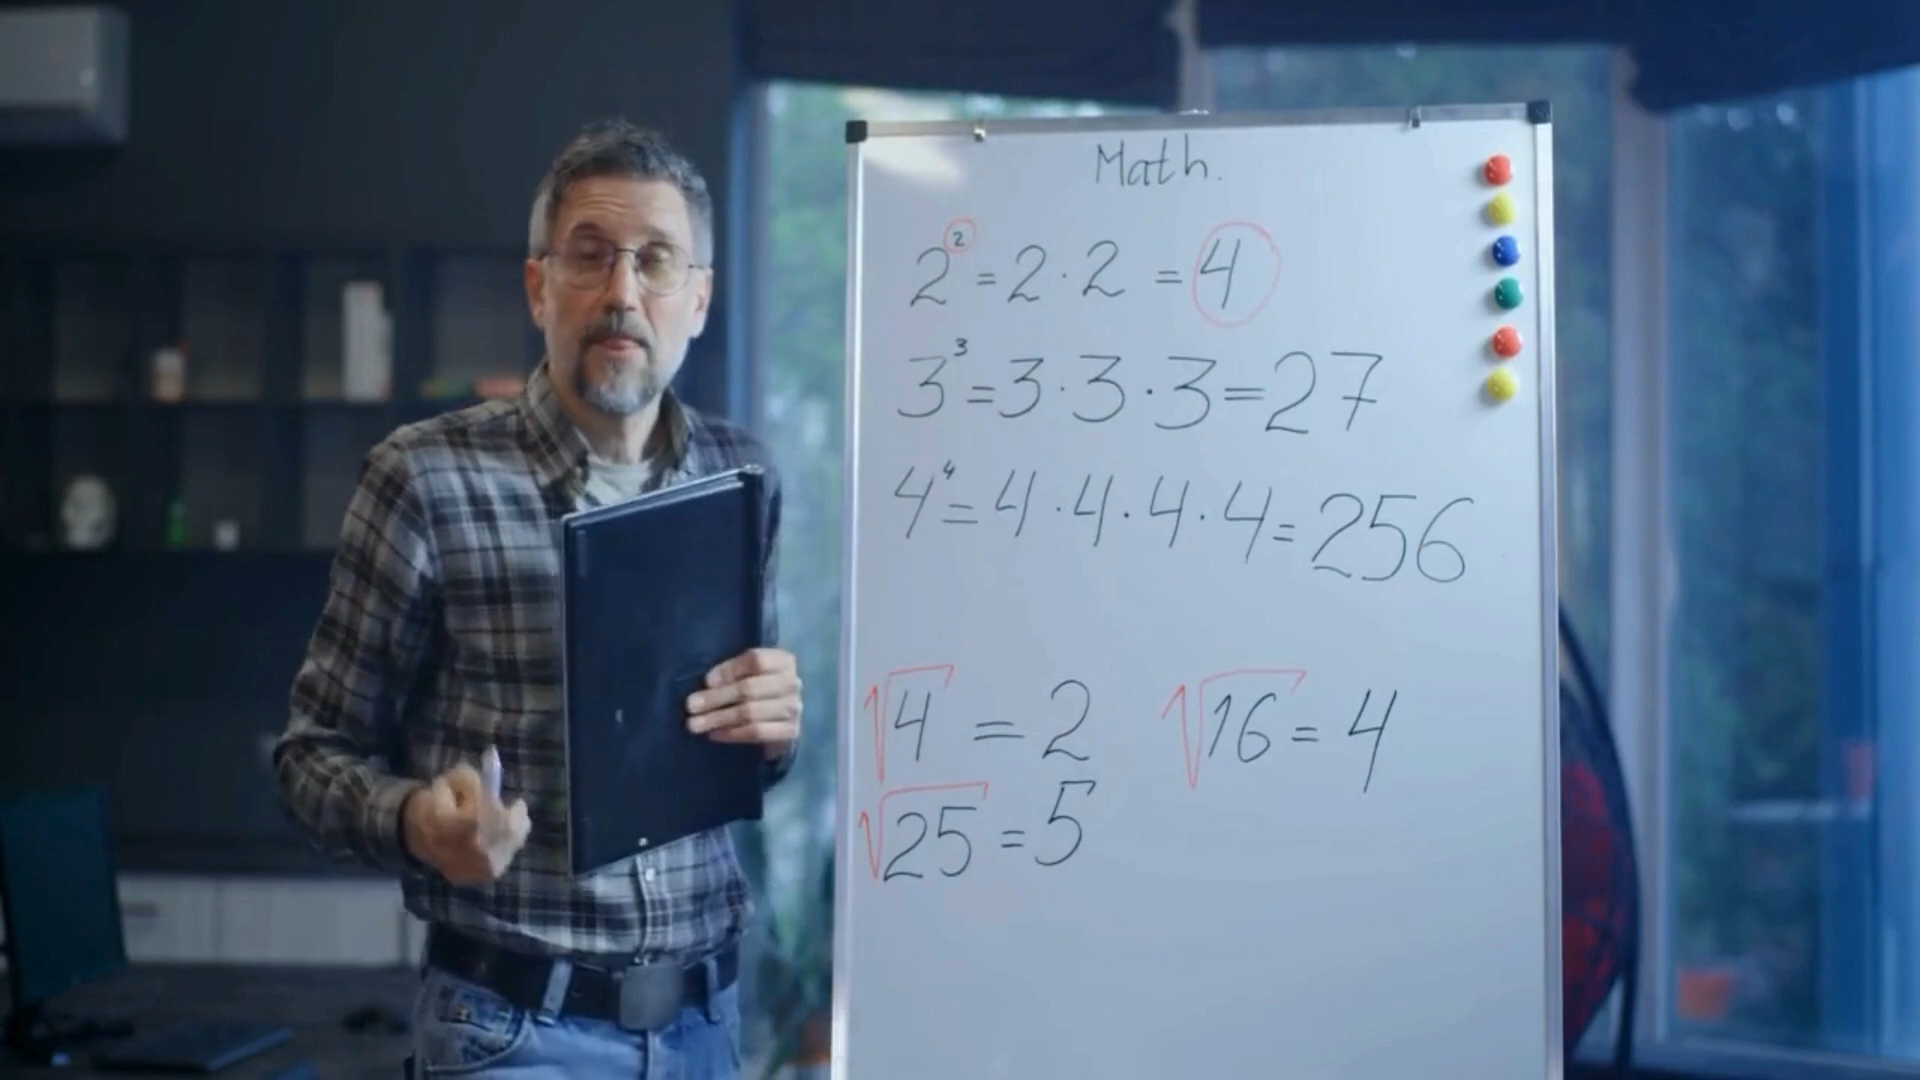 Math.
2² = 2 · 2 = 4
3³ = 3 · 3 · 3 = 27
4⁴ = 4 · 4 · 4 · 4 = 256
√4 = 2 √16 = 4
√25 = 5